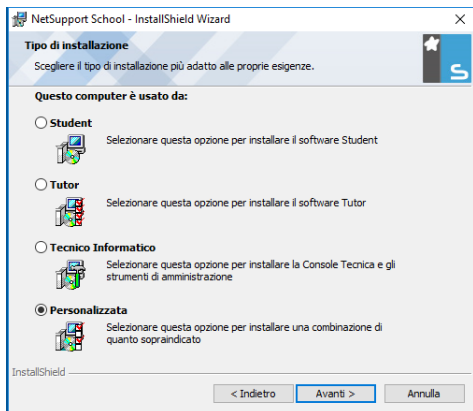 NetSupport School - InstallShield Wizard
Tipo di installazione
Scegliere il tipo di installazione più adatto alle proprie esigenze.
S
Questo computer è usato da:
Student
Selezionare questa opzione per installare il software Student
Tutor
Selezionare questa opzione per installare il software Tutor
Tecnico Informatico
Selezionare questa opzione per installare la Console Tecnica e gli
strumenti di amministrazione
Personalizzata
Selezionare questa opzione per installare una combinazione di
quanto sopraindicato
InstallShield
< Indietro
Avanti >
Annulla